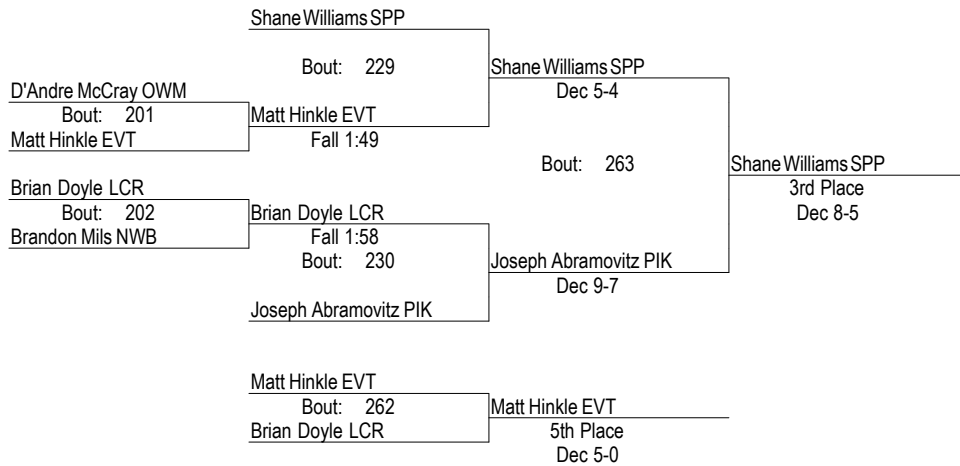 Shane Williams SPP
Bout: 229
Shane Williams SPP
Dec 5-4
D'Andre McCray OWM
Bout: 201
Matt Hinkle EVT
Matt Hinkle EVT
Fall 1:49
Bout: 263
Shane Williams SPP
3rd Place
Dec 8-5
Brian Doyle LCR
Bout: 202
Brandon Mils NWB
Brian Doyle LCR
Fall 1:58
Bout: 230
Joseph Abramovitz PIK
Dec 9-7
Joseph Abramovitz PIK
Matt Hinkle EVT
Bout: 262
Brian Doyle LCR
Matt Hinkle EVT
5th Place
Dec 5-0